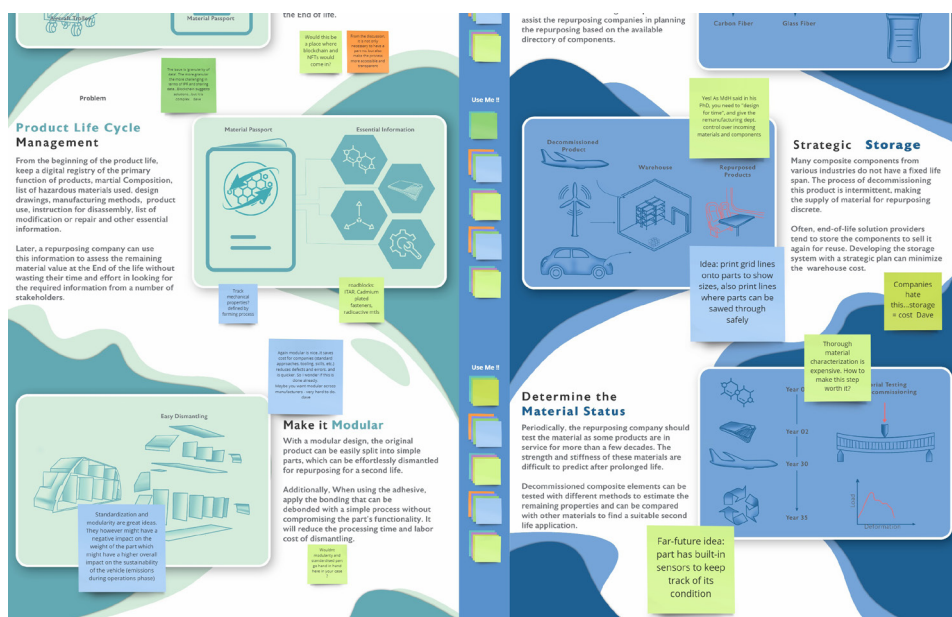 Aircraft Trolley
Material Passport
the End of life.
Would this be
a place where
blockchain and
NFTs would
come in?
Problem
Product Life Cycle
Management
From the beginning of the product life,
keep a digital registry of the primary
function of products, martial Composition,
list of hazardous materials used, design
drawings, manufacturing methods, product
use, instruction for disassembly, list of
modification or repair and other essential
information.
Later, a repurposing company can use
this information to assess the remaining
material value at the End of life without
wasting their time and effort in looking for
the required information from a number of
stakeholders.
Material Passport
Essential Information
Track
mechanical
properties?
defined by
forming process
roadblocks
ITAR, Cadmium
plated
fasteners,
radioactive mtls
Easy Dismantling
Standardization and
modularity are great ideas.
They however might have a
negative impact on the
weight of the part which
might have a higher overall
impact on the sustainability
of the vehicle (emissions
during operations phase)
Make it Modular
With a modular design, the original
product can be easily split into simple
parts, which can be effortlessly dismantled
for repurposing for a second life.
Additionally, When using the adhesive,
apply the bonding that can be
debonded with a simple process without
compromising the part's functionality. It
will reduce the processing time and labor
cost of dismantling.
Use Me !!
Use Me !!
assist the repurposing companies in planning
the repurposing based on the available
directory of components.
Carbon Fiber
Glass Fiber
Yes! As MdH said in his
PhD, you need to "design
for time", and give the
remanufacturing dept.
control over incoming
materials and components
Decommissioned
Product
Warehouse
Repurposed
Products
Idea: print grid lines
onto parts to show
sizes, also print lines
where parts can be
sawed through
safely
Strategic Storage
Many composite components from
various industries do not have a fixed life
span. The process of decommissioning
this product is intermittent, making
the supply of material for repurposing
discrete.
Often, end-of-life solution providers
tend to store the components to sell it
again for reuse. Developing the storage
system with a strategic plan can minimize
the warehouse cost.
Companies
hate
this...storage
= cost Dave
Thorough
material
characterization is
expensive. How to
make this step
worth it?
Determine the
Material Status
Periodically, the repurposing company should
test the material as some products are in
service for more than a few decades. The
strength and stiffness of these materials are
difficult to predict after prolonged life.
Decommissioned composite elements can be
tested with different methods to estimate the
remaining properties and can be compared
with other materials to find a suitable second
life application.
Year 02
Year 30
Year 35
Load
Deformation
Far-future idea:
part has built-in
sensors to keep
track of its
condition